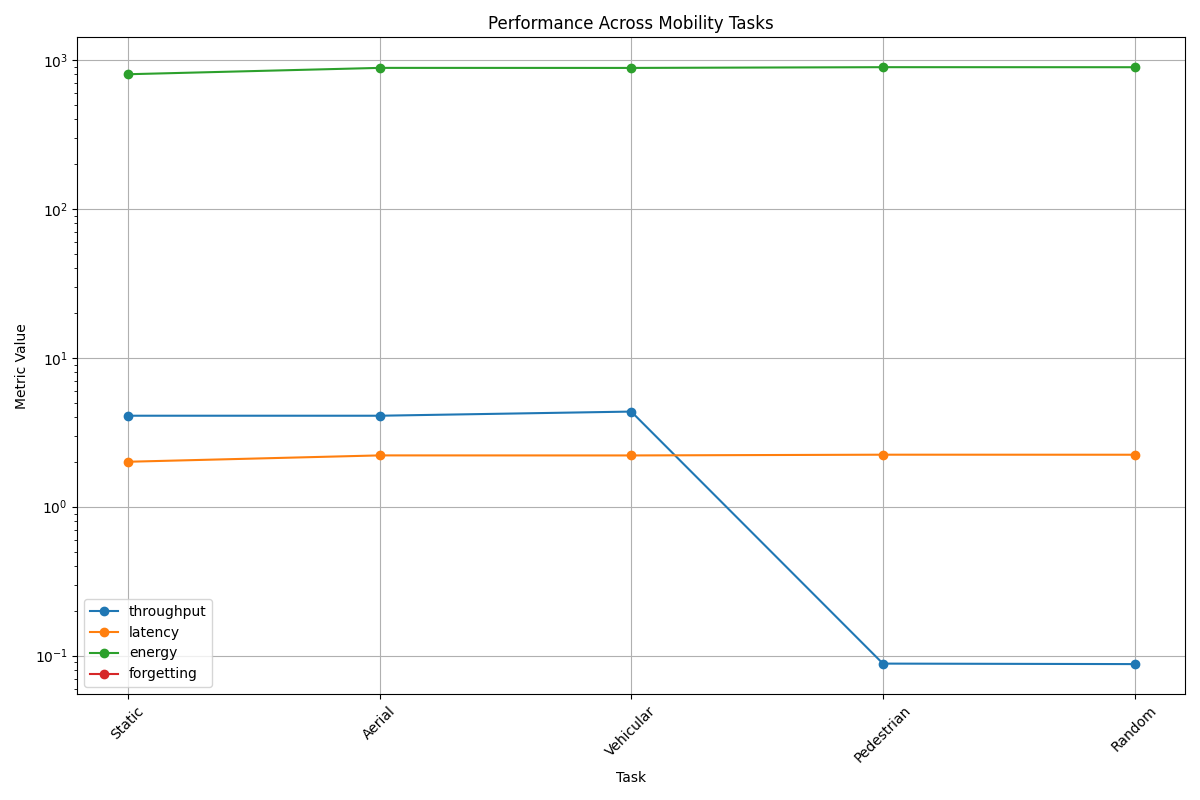 Performance Across Mobility Tasks
Metric Value
10³
10²
10¹
10⁰
10⁻¹
throughput
latency
energy
forgetting
Static
Aerial
Vehicular
Pedestrian
Random
Task